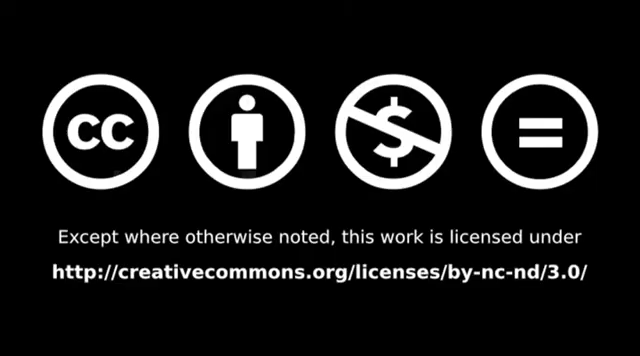 cc
$
=
Except where otherwise noted, this work is licensed under
http://creativecommons.org/licenses/by-nc-nd/3.0/